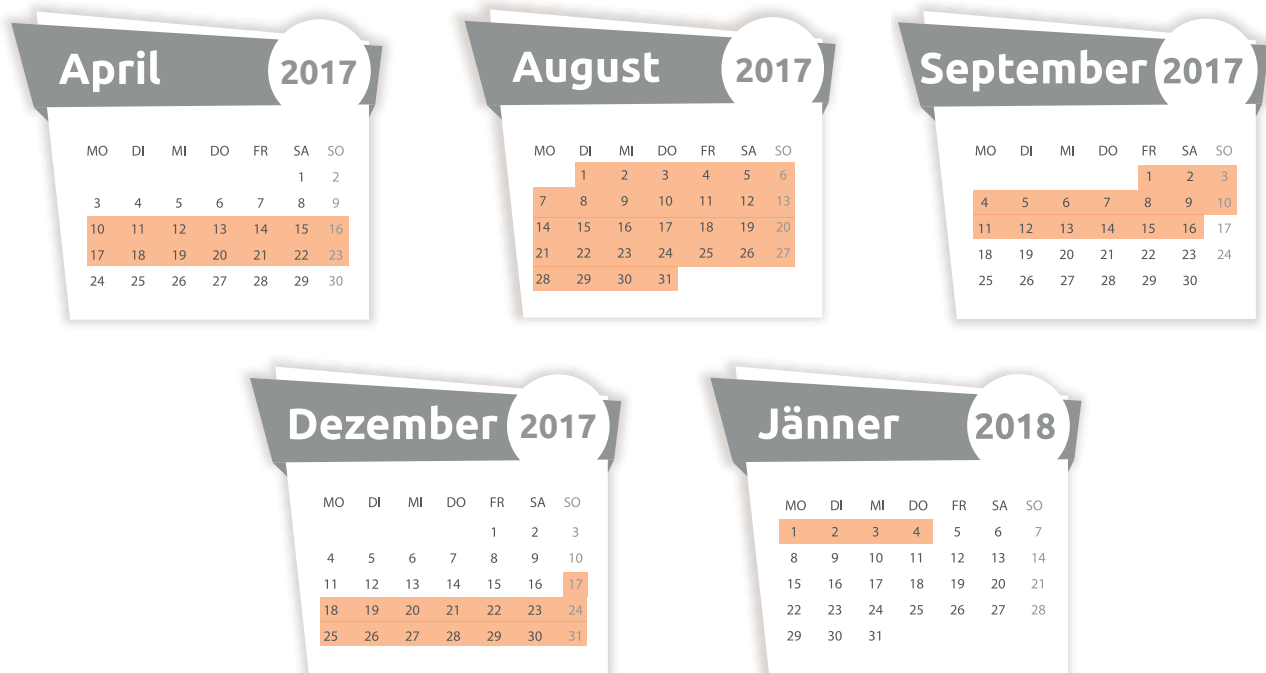 April 2017
MO DI MI DO FR SA SO
1 2
3 4 5 6 7 8 9
10 11 12 13 14 15 16
17 18 19 20 21 22 23
24 25 26 27 28 29 30
August 2017
MO DI MI DO FR SA SO
1 2 3 4 5 6
7 8 9 10 11 12 13
14 15 16 17 18 19 20
21 22 23 24 25 26 27
28 29 30 31
September 2017
MO DI MI DO FR SA SO
1 2 3
4 5 6 7 8 9 10
11 12 13 14 15 16 17
18 19 20 21 22 23 24
25 26 27 28 29 30
Dezember 2017
MO DI MI DO FR SA SO
1 2 3
4 5 6 7 8 9 10
11 12 13 14 15 16 17
18 19 20 21 22 23 24
25 26 27 28 29 30 31
Jänner 2018
MO DI MI DO FR SA SO
1 2 3 4 5 6 7
8 9 10 11 12 13 14
15 16 17 18 19 20 21
22 23 24 25 26 27 28
29 30 31